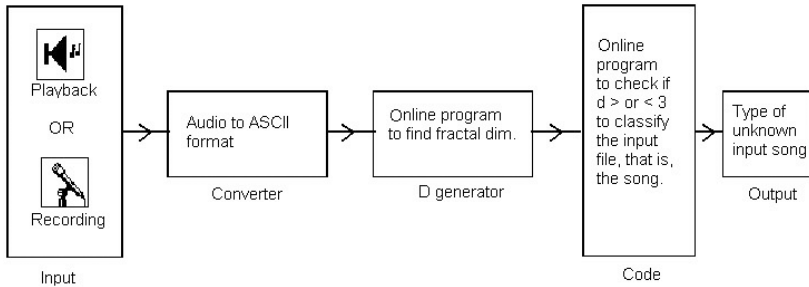 Playback
OR
Recording
Input
Audio to ASCII
format
Converter
Online program
to find fractal dim.
D generator
Online
program
to check if
d > or < 3
to classify
the input
file, that is,
the song.
Code
Type of
unknown
input song
Output